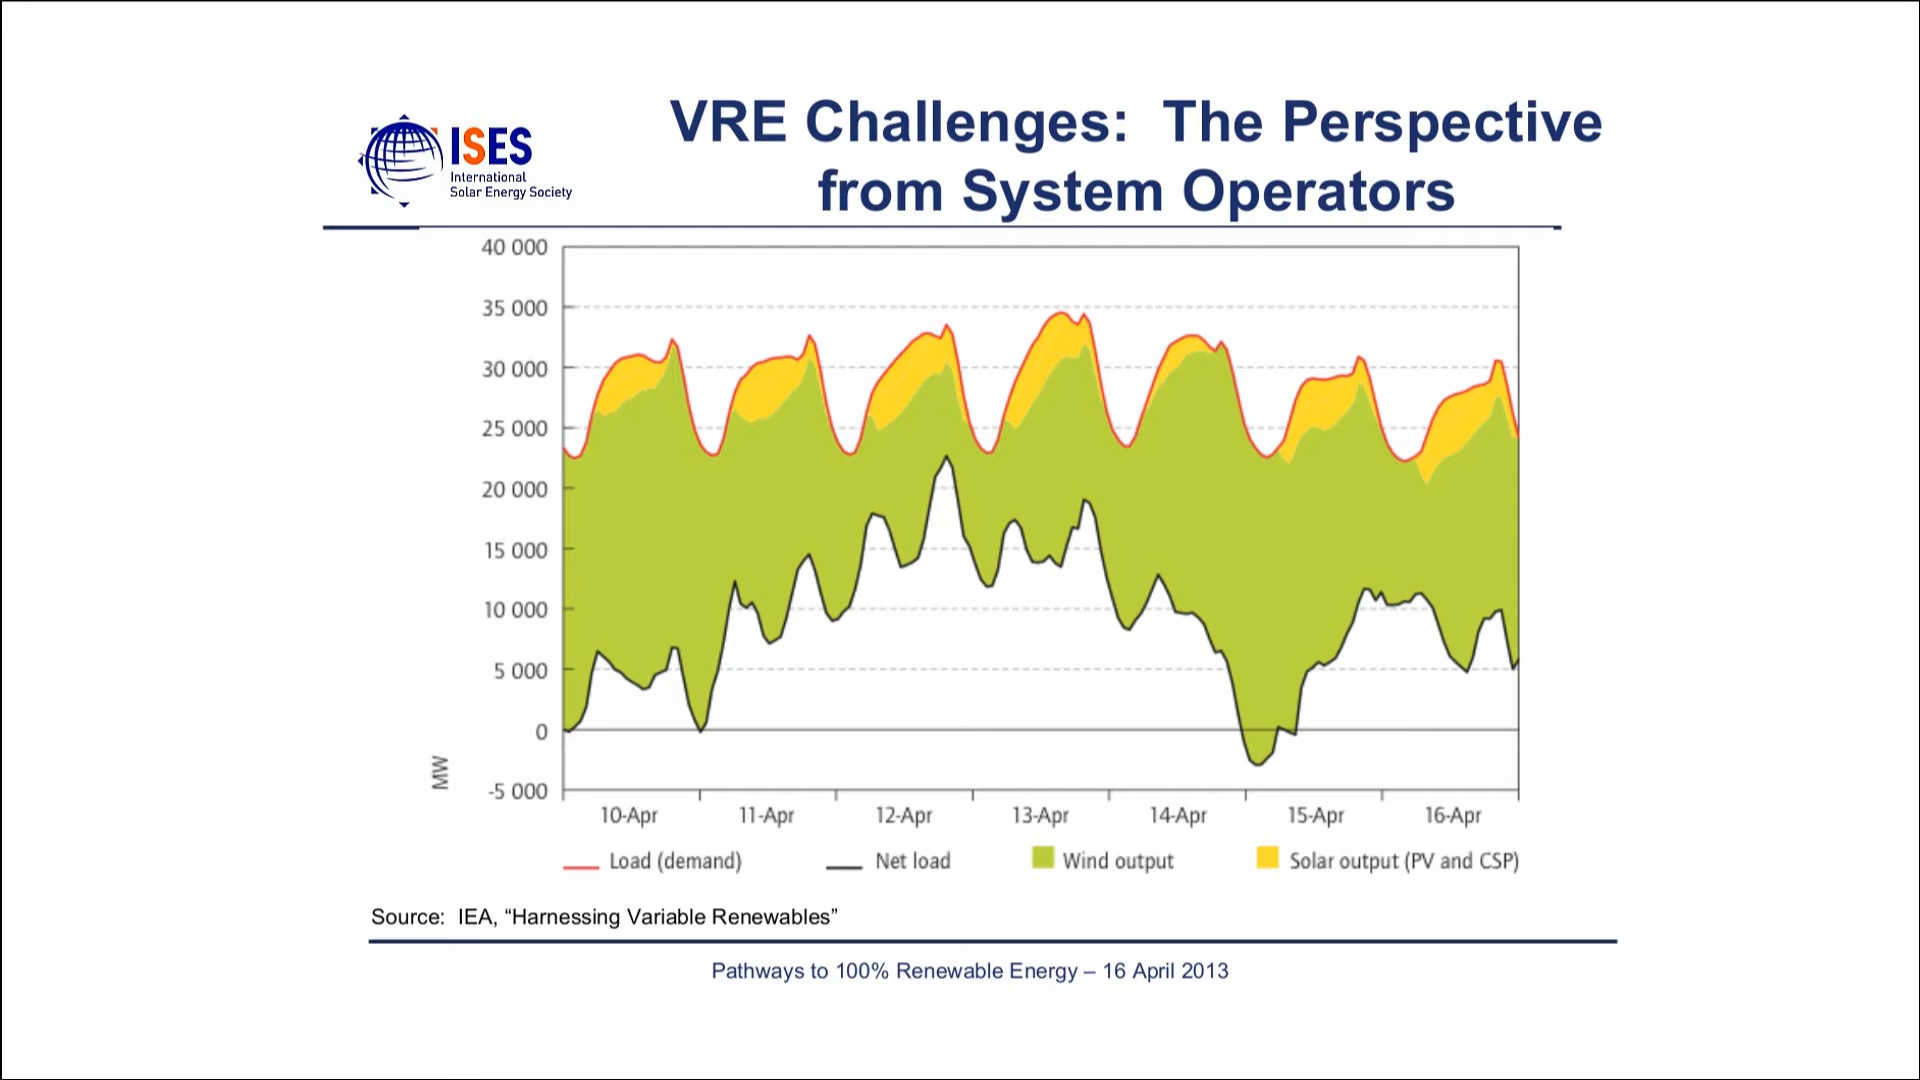 ISES
International
Solar Energy Society
VRE Challenges: The Perspective
from System Operators
40 000
35 000
30 000
25 000
20 000
15 000
10 000
5 000
0
-5 000
MW
10-Apr 11-Apr 12-Apr 13-Apr 14-Apr 15-Apr 16-Apr
Load (demand) Net load Wind output Solar output (PV and CSP)
Source: IEA, “Harnessing Variable Renewables”
Pathways to 100% Renewable Energy – 16 April 2013